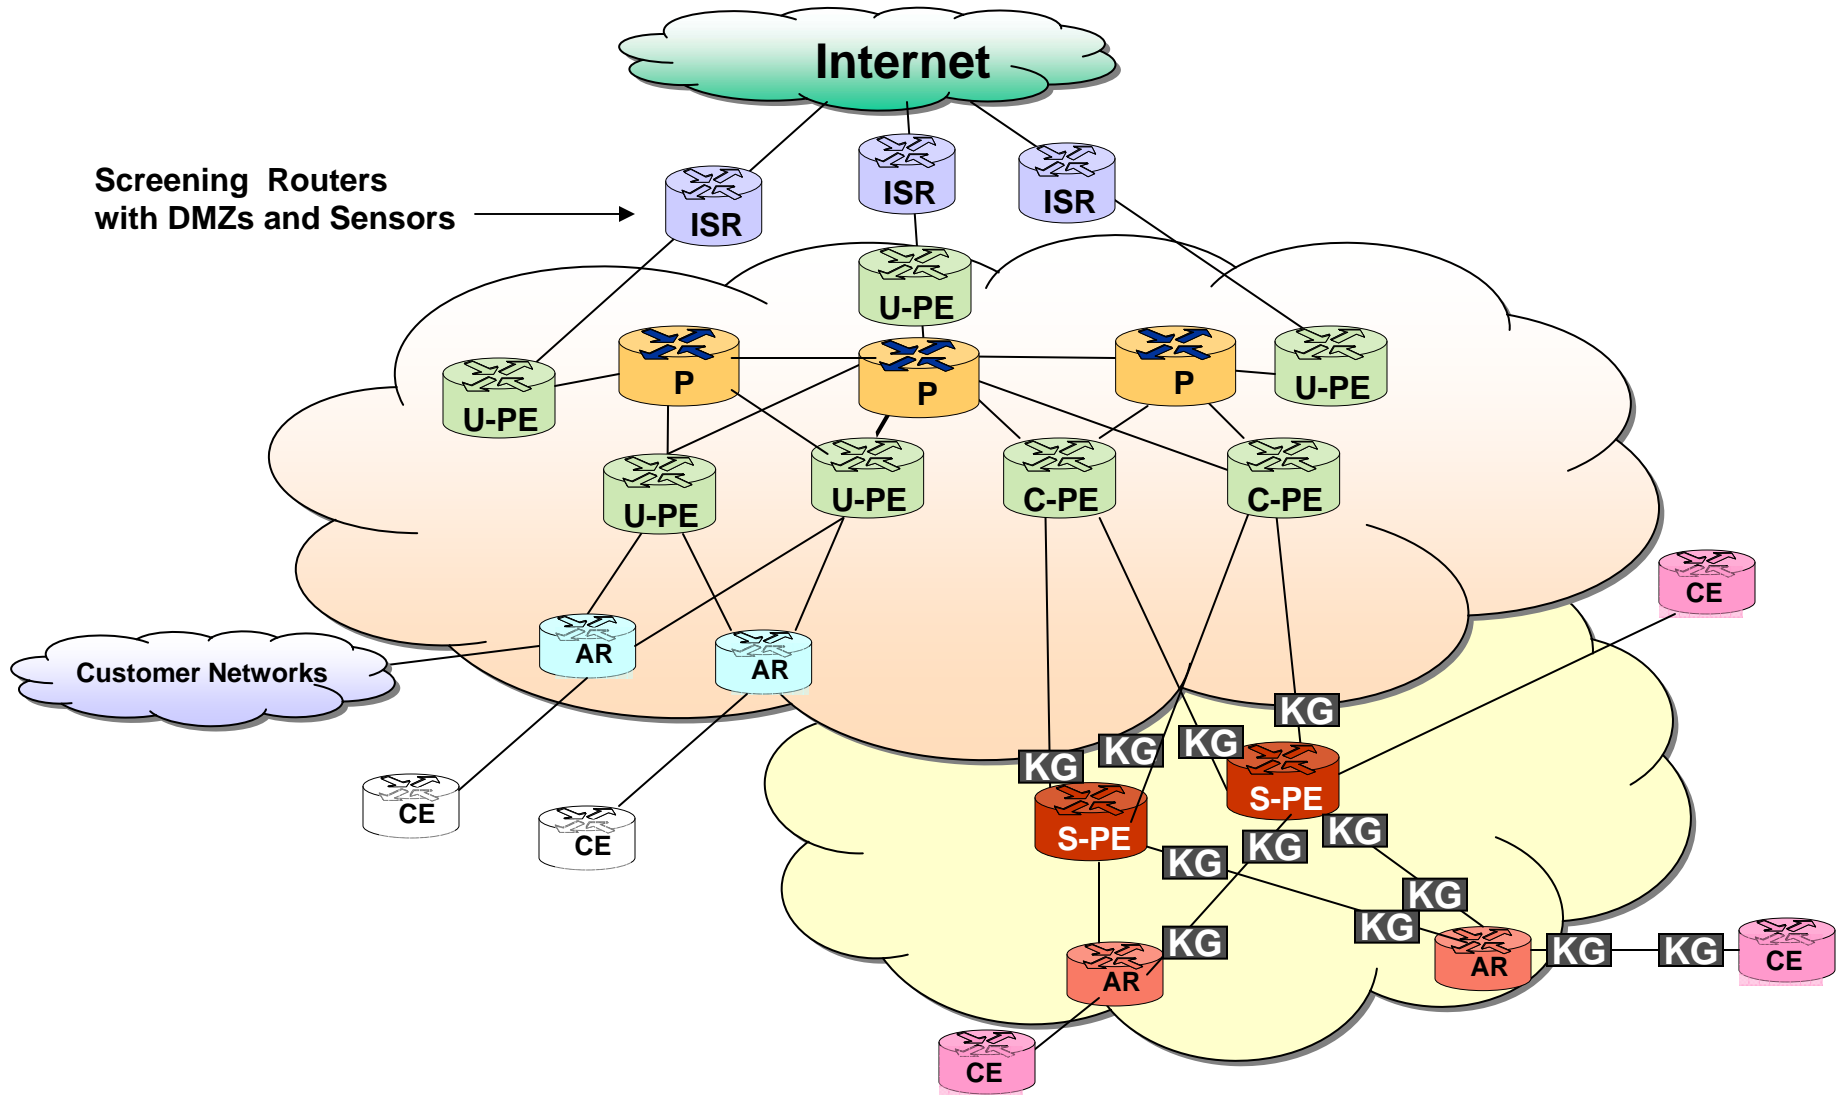 Internet
Screening Routers
with DMZs and Sensors
ISR
ISR
ISR
U-PE
P
P
P
U-PE
U-PE
U-PE
U-PE
C-PE
C-PE
CE
Customer Networks
AR
AR
KG
KG
KG
KG
CE
CE
S-PE
S-PE
KG
KG
KG
KG
KG
KG
AR
AR
KG
KG
CE
CE